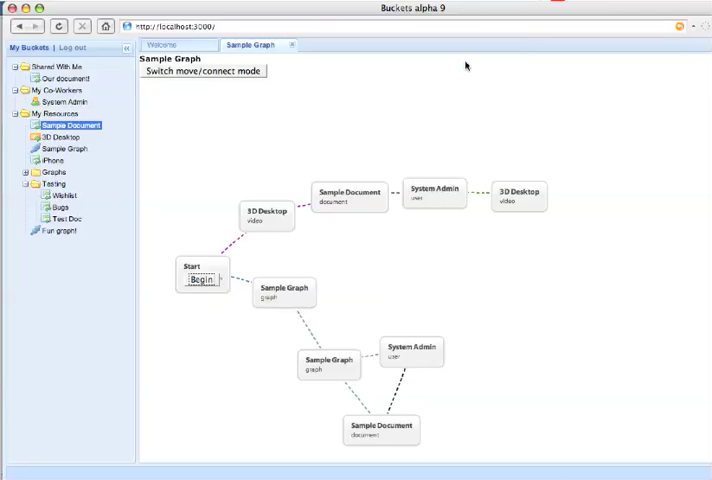 Buckets alpha 9
http://localhost:3000/
My Buckets | Log out
Welcome
Sample Graph
Shared With Me
Our document!
My Co-Workers
System Admin
My Resources
Sample Document
3D Desktop
Sample Graph
iPhone
Graphs
Testing
Wishlist
Bugs
Test Doc
Fun graph!
Sample Graph
Switch move/connect mode
3D Desktop
video
Sample Document
document
System Admin
user
3D Desktop
video
Start
Begin
Sample Graph
graph
Sample Graph
graph
System Admin
user
Sample Document
document